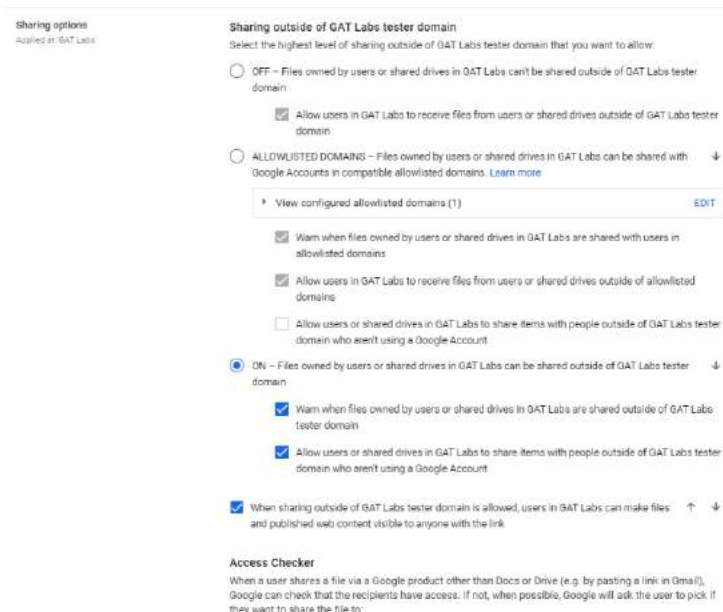 Sharing options
Applied at 'GAT Labs'
Sharing outside of GAT Labs tester domain
Select the highest level of sharing outside of GAT Labs tester domain that you want to allow:
OFF – Files owned by users or shared drives in GAT Labs can't be shared outside of GAT Labs tester
domain
Allow users in GAT Labs to receive files from users or shared drives outside of GAT Labs tester
domain
ALLOWLISTED DOMAINS – Files owned by users or shared drives in GAT Labs can be shared with
Google Accounts in compatible allowlisted domains. Learn more
View configured allowlisted domains (1) EDIT
Warn when files owned by users or shared drives in GAT Labs are shared with users in
allowlisted domains
Allow users in GAT Labs to receive files from users or shared drives outside of allowlisted
domains
Allow users or shared drives in GAT Labs to share items with people outside of GAT Labs tester
domain who aren't using a Google Account
ON – Files owned by users or shared drives in GAT Labs can be shared outside of GAT Labs tester
domain
Warn when files owned by users or shared drives in GAT Labs are shared outside of GAT Labs
tester domain
Allow users or shared drives in GAT Labs to share items with people outside of GAT Labs tester
domain who aren't using a Google Account
When sharing outside of GAT Labs tester domain is allowed, users in GAT Labs can make files
and published web content visible to anyone with the link
Access Checker
When a user shares a file via a Google product other than Docs or Drive (e.g. by pasting a link in Gmail),
Google can check that the recipients have access. If not, when possible, Google will ask the user to pick if
they want to share the file to: